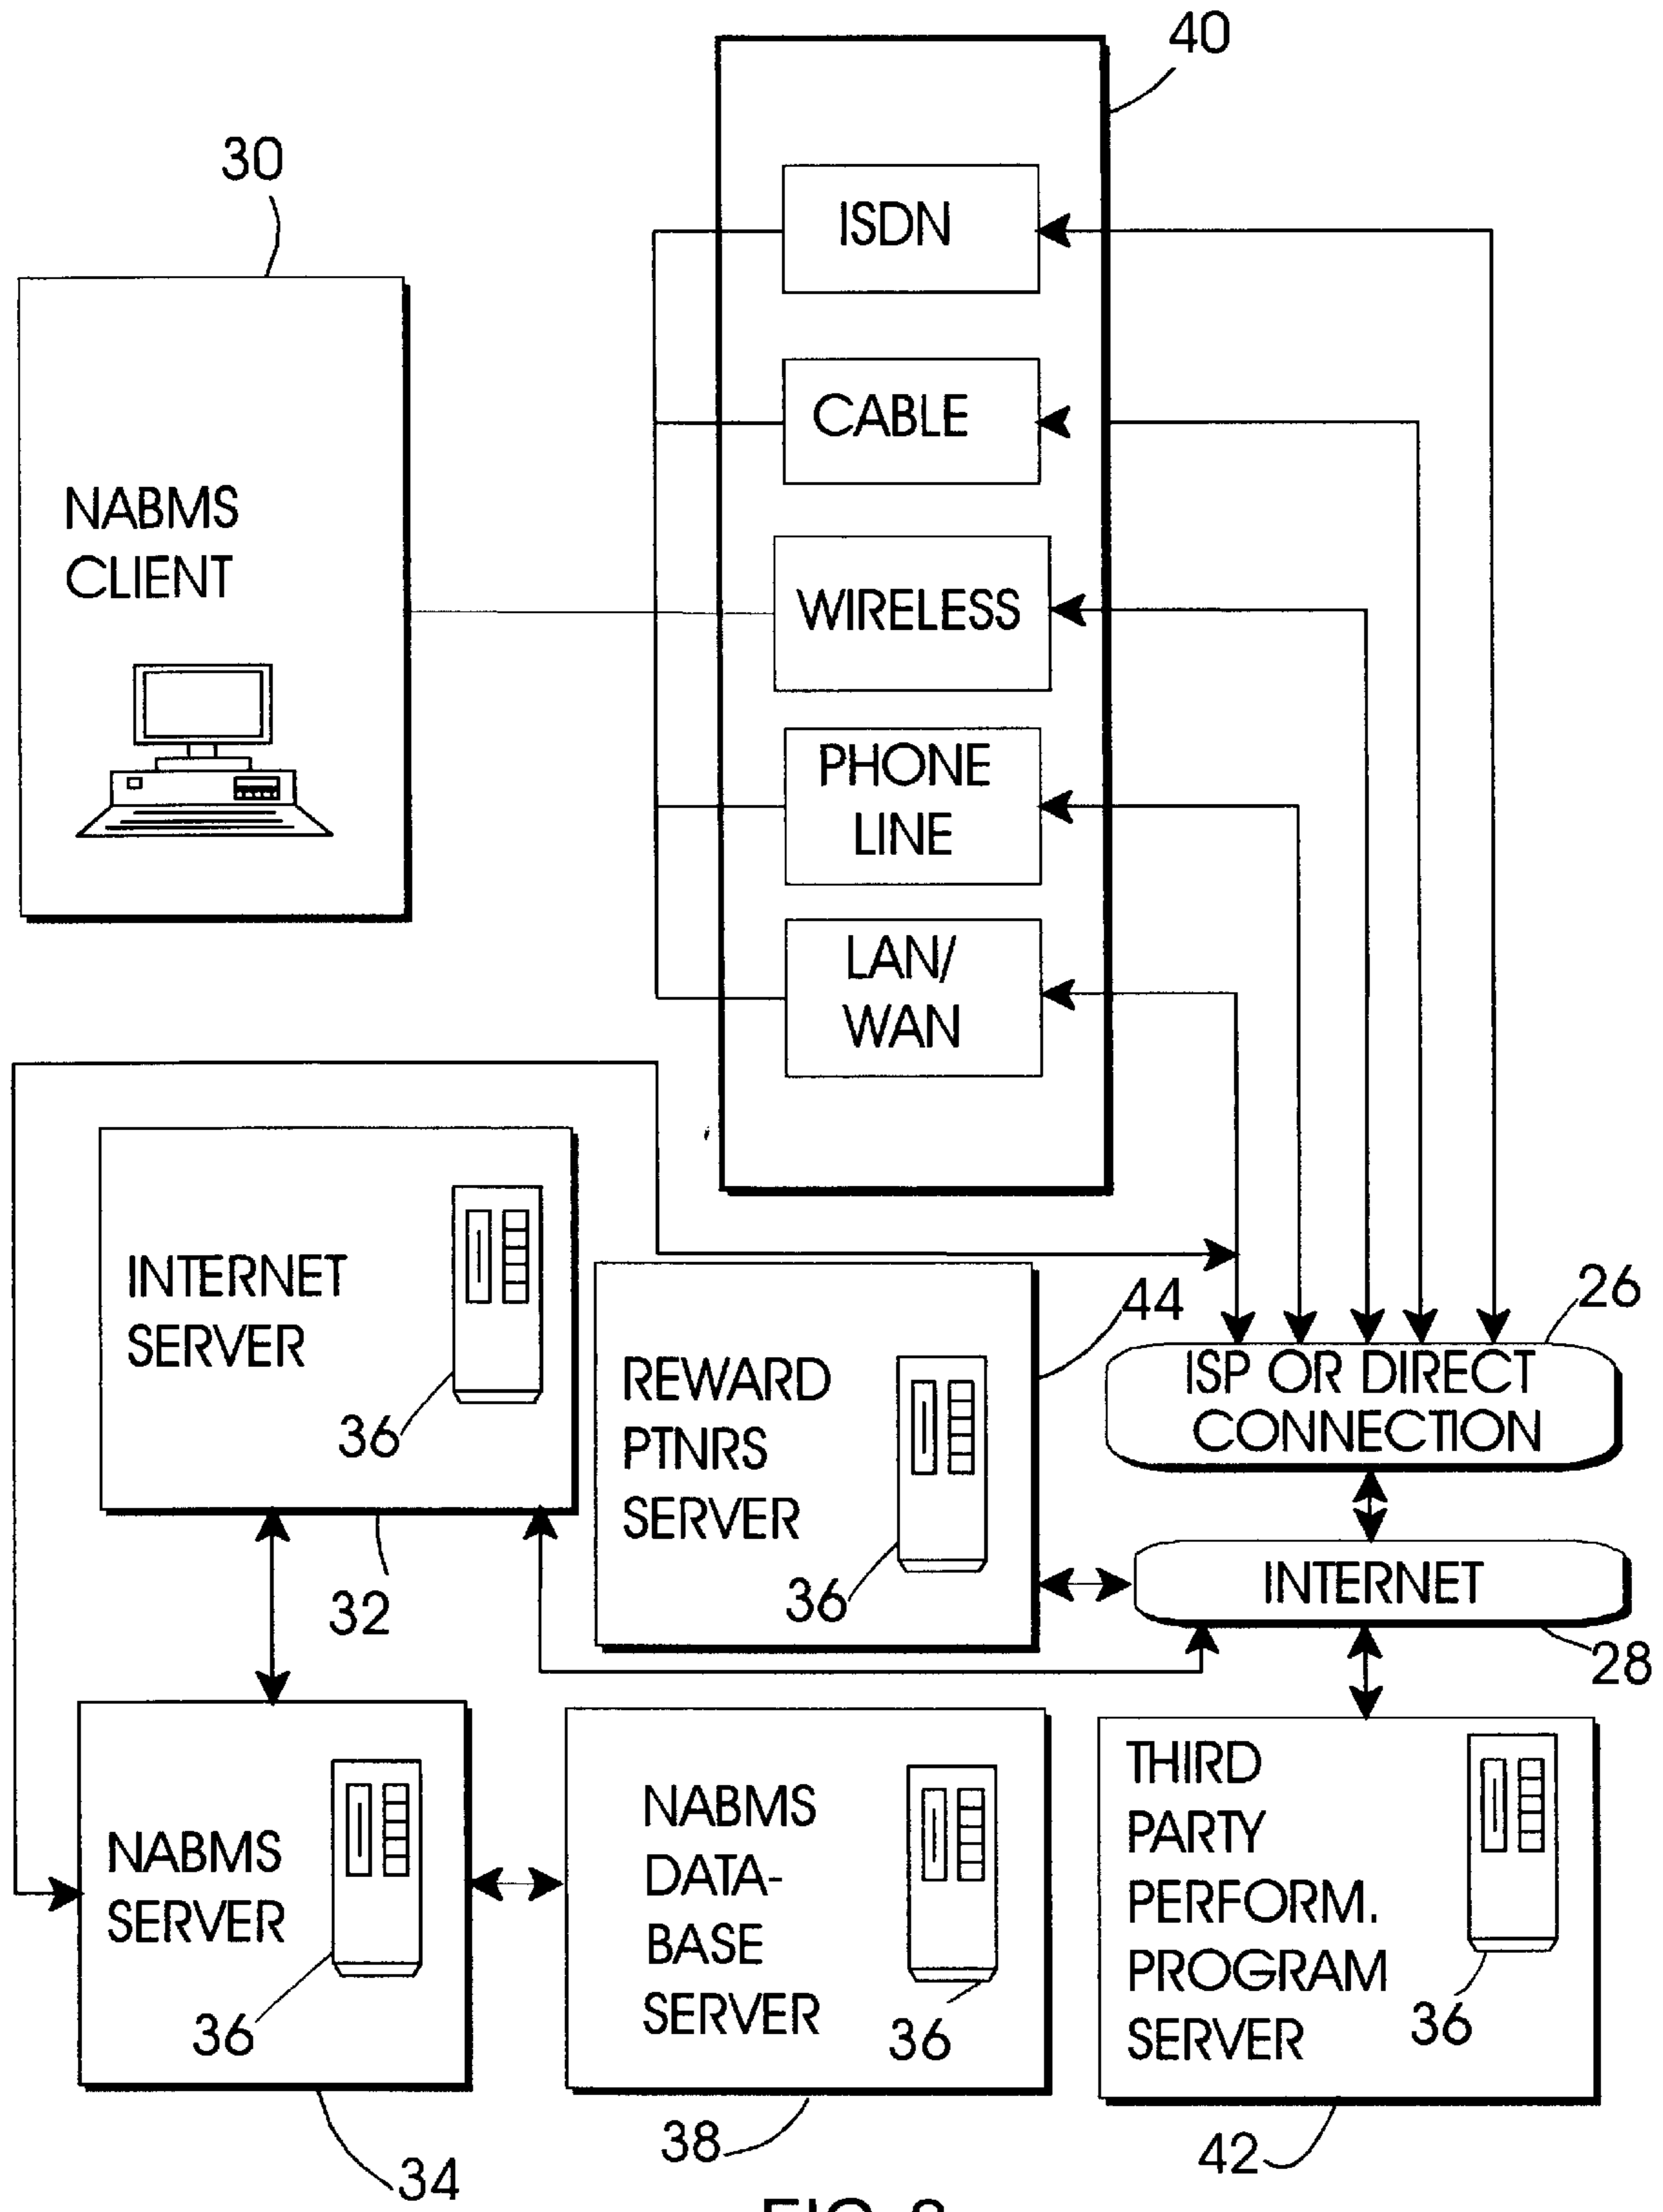 40
30
ISDN
CABLE
NABMS
CLIENT
WIRELESS
PHONE
LINE
LAN/
WAN
INTERNET
SERVER
36
32
44
REWARD
PTNRS
SERVER
36
26
ISP OR DIRECT
CONNECTION
INTERNET
28
NABMS
SERVER
36
34
NABMS
DATA-
BASE
SERVER
36
38
THIRD
PARTY
PERFORM.
PROGRAM
SERVER
36
42